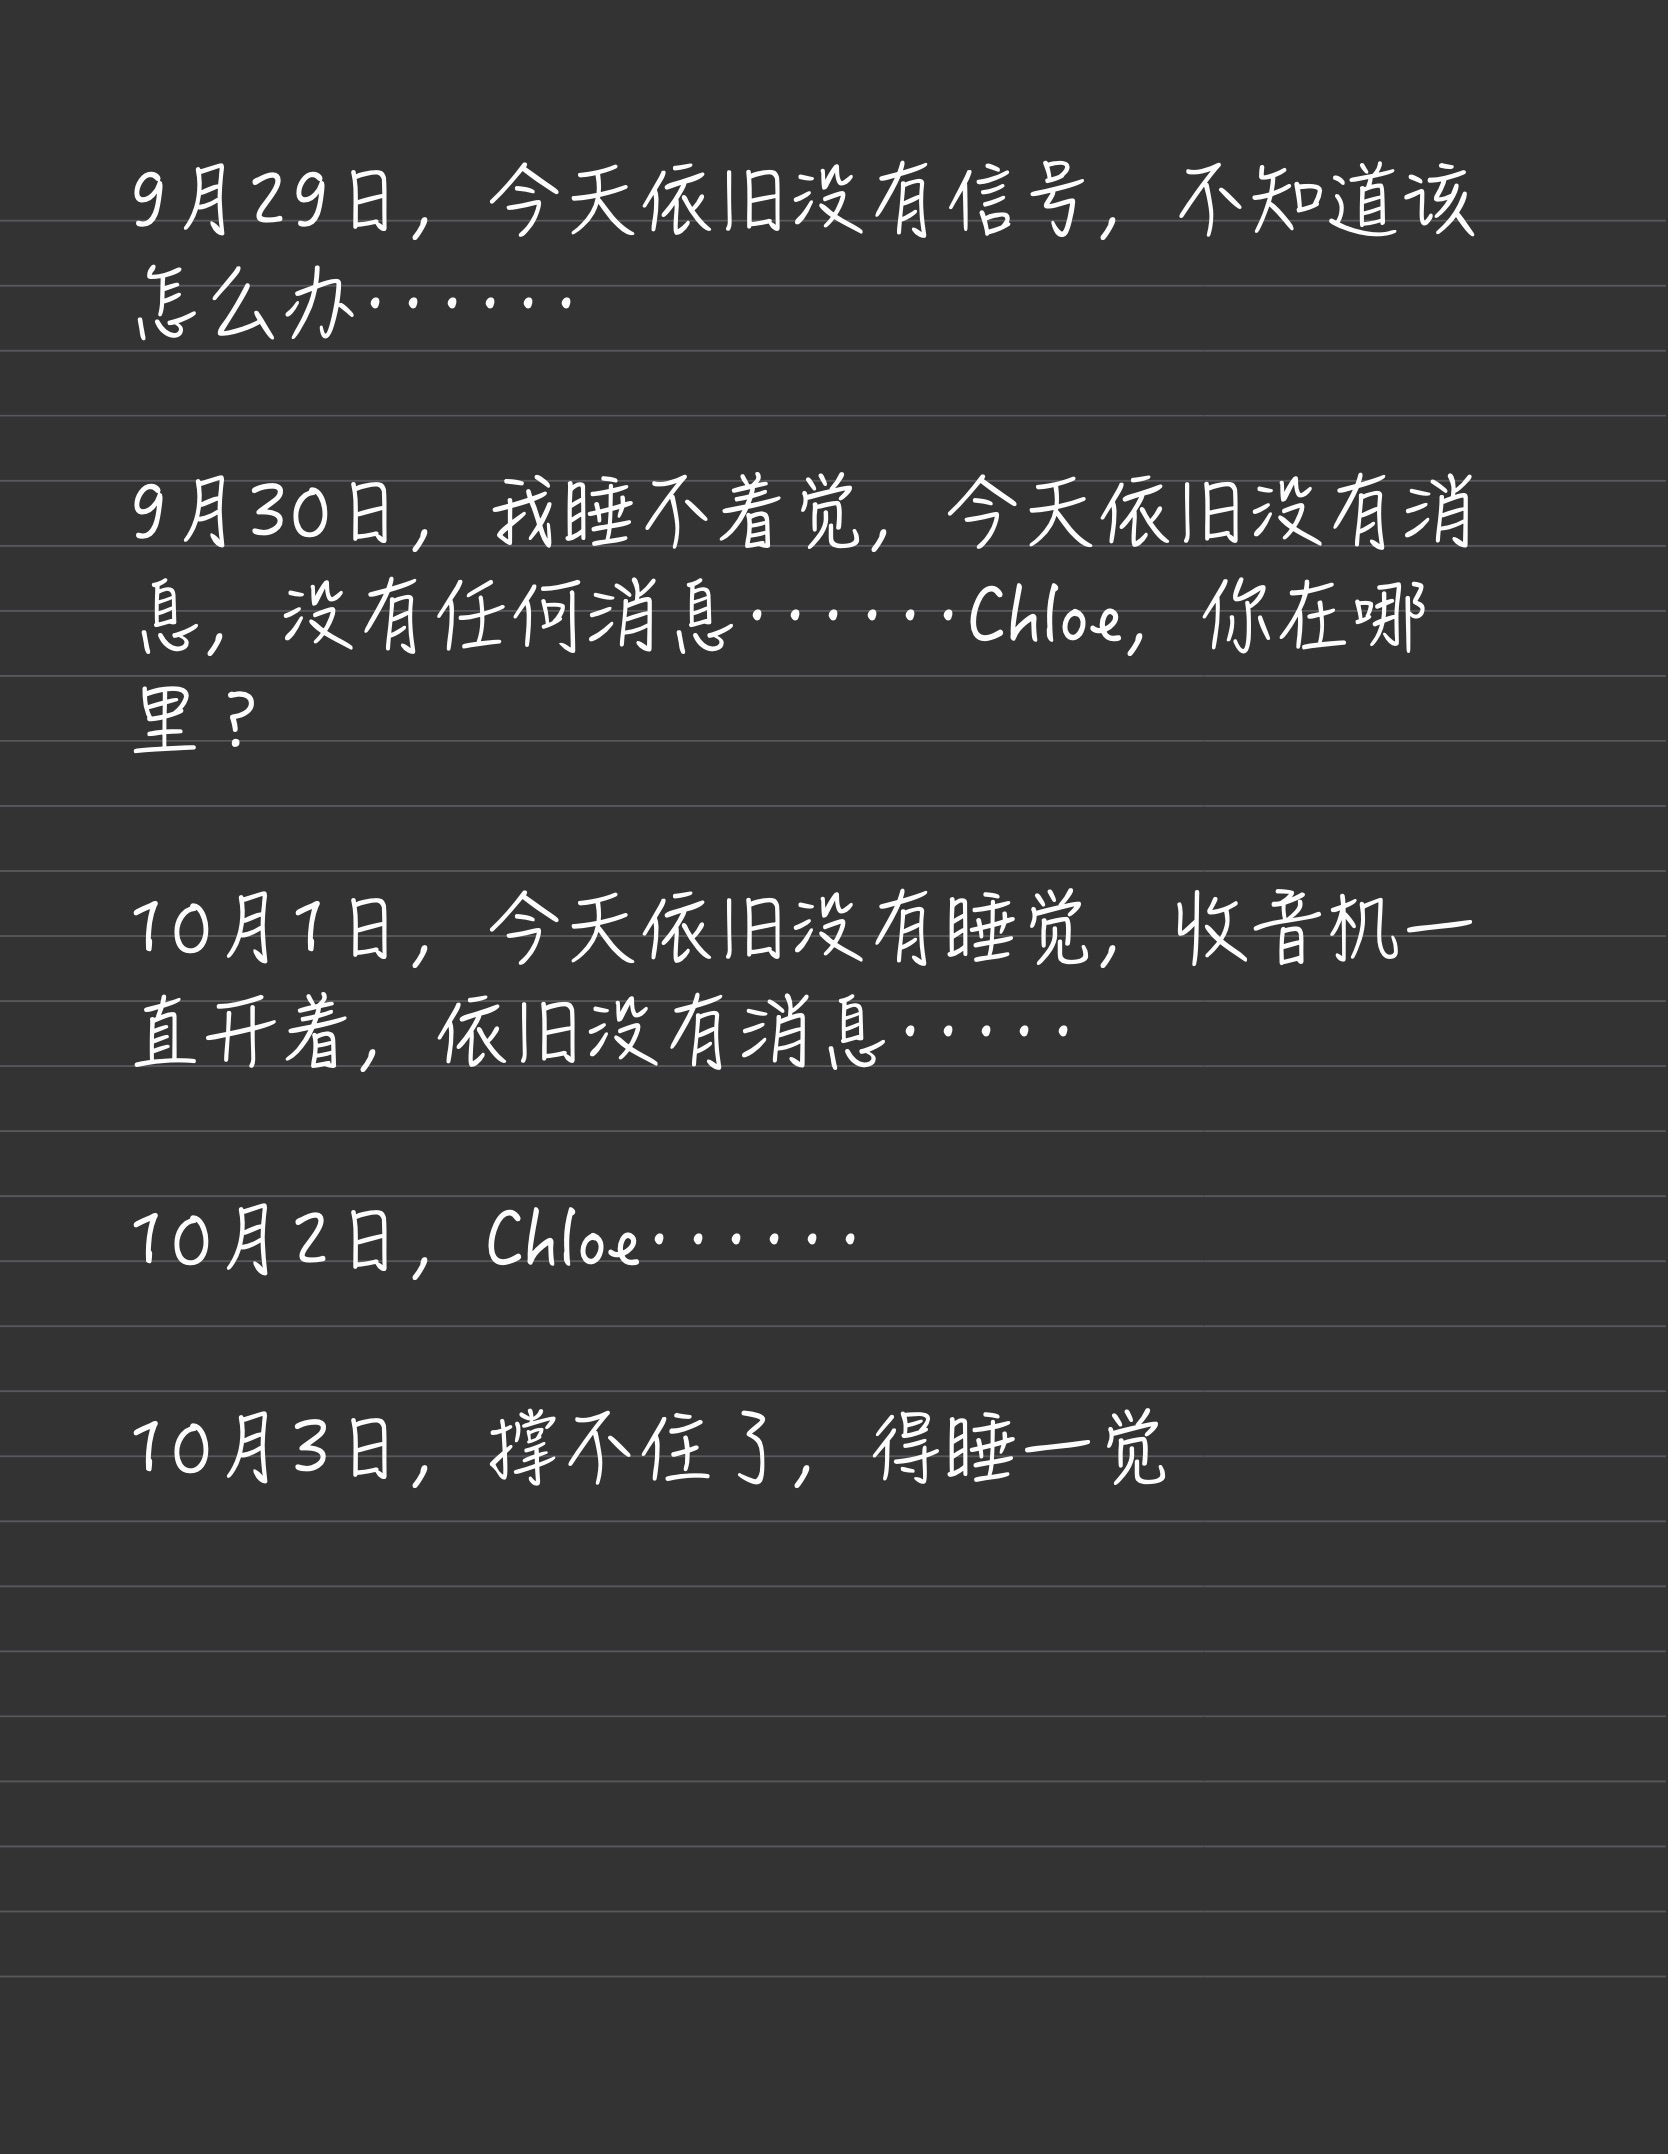 9月29日，今天依旧没有信号，不知道该
怎么办······
9月30日，我睡不着觉，今天依旧没有消
息，没有任何消息······Chloe，你在哪
里？
10月1日，今天依旧没有睡觉，收音机一
直开着，依旧没有消息·····
10月2日，Chloe······
10月3日，撑不住了，得睡一觉